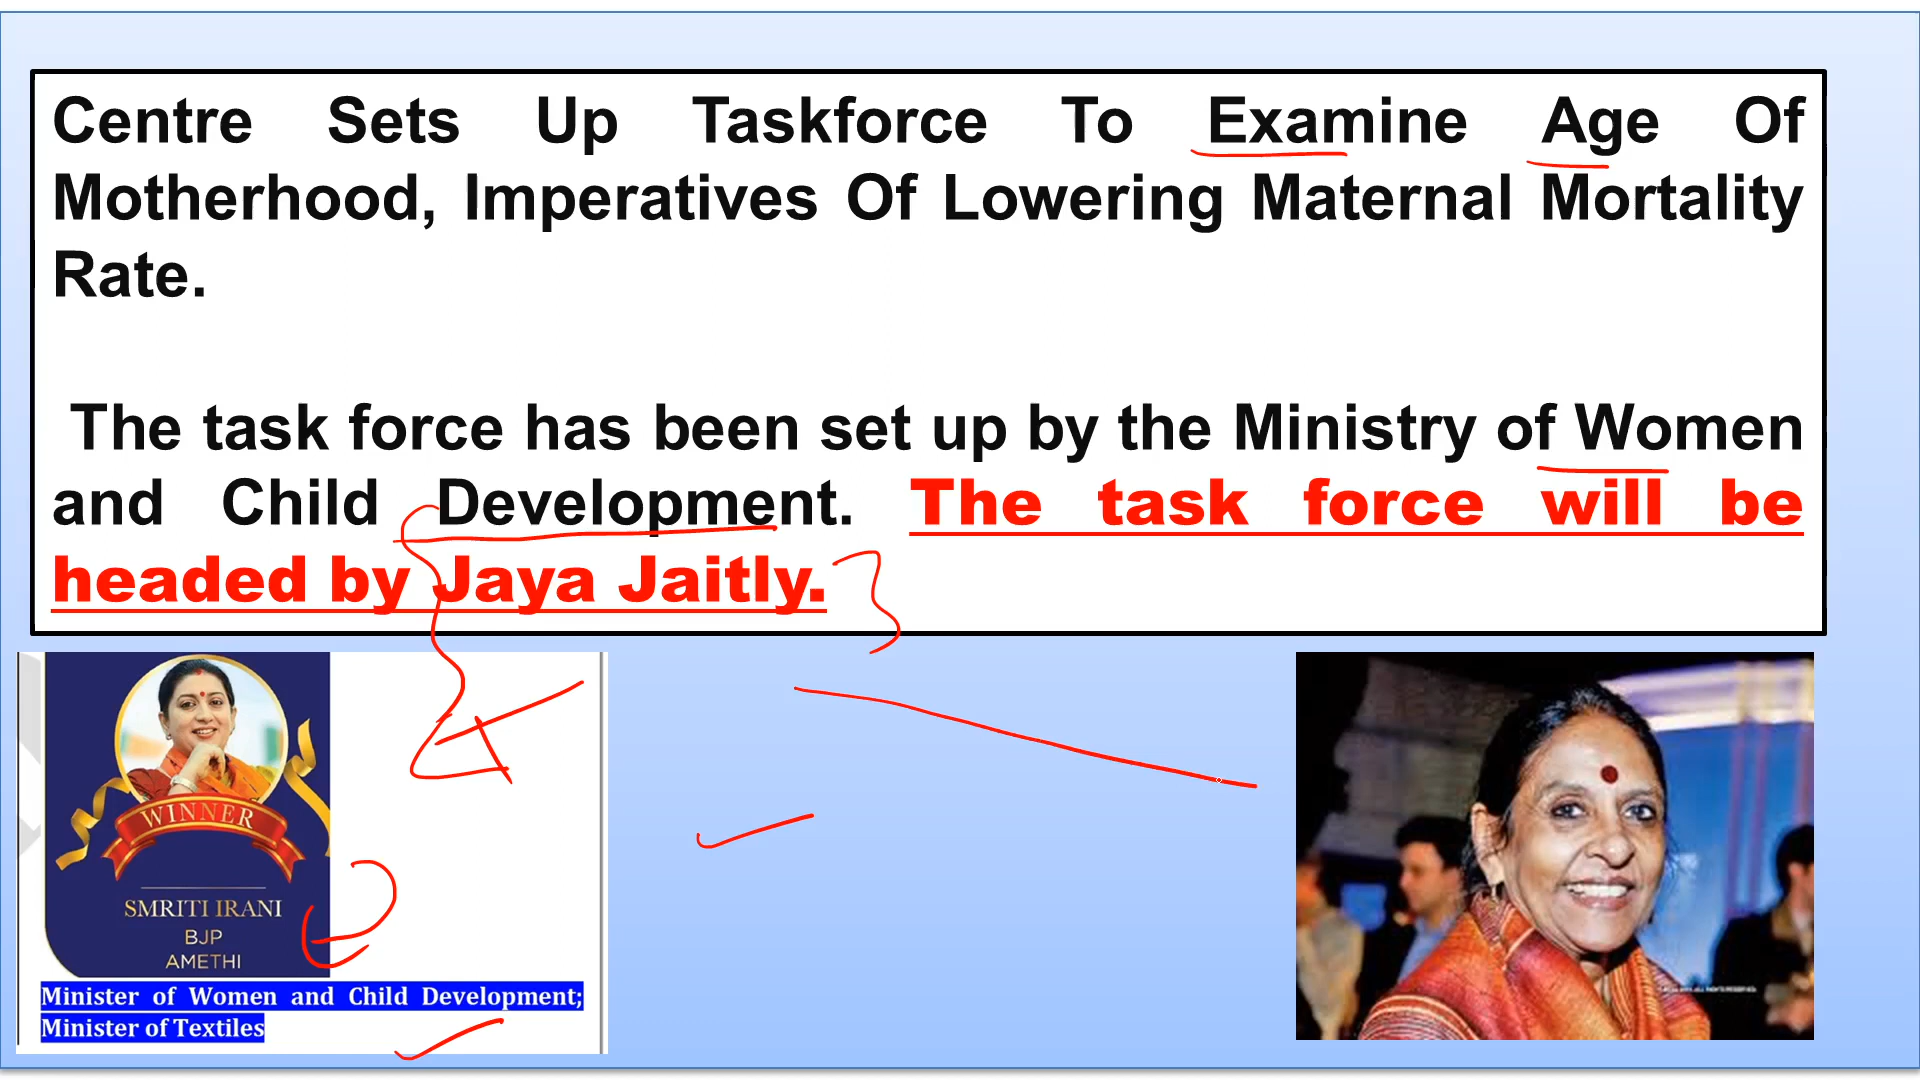 Centre Sets Up Taskforce To Examine Age Of
Motherhood, Imperatives Of Lowering Maternal Mortality
Rate.
The task force has been set up by the Ministry of Women
and Child Development. The task force will be
headed by Jaya Jaitly.
WINNER
SMRITI IRANI
BJP
AMETHI
Minister of Women and Child Development;
Minister of Textiles